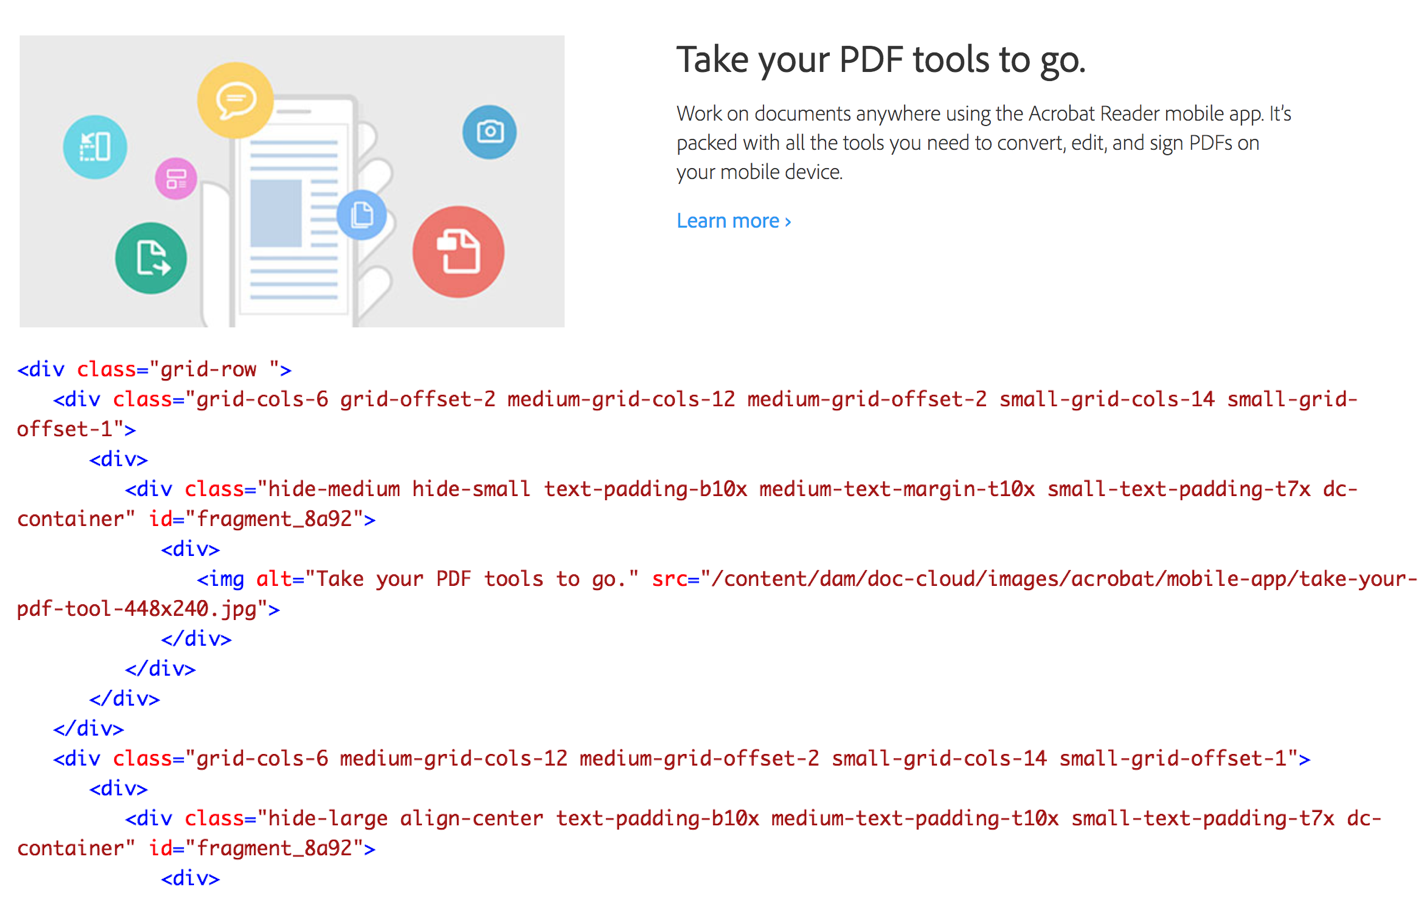 Take your PDF tools to go.
Work on documents anywhere using the Acrobat Reader mobile app. It's
packed with all the tools you need to convert, edit, and sign PDFs on
your mobile device.
Learn more ›
<div class="grid-row ">
<div class="grid-cols-6 grid-offset-2 medium-grid-cols-12 medium-grid-offset-2 small-grid-cols-14 small-grid-
offset-1">
<div>
<div class="hide-medium hide-small text-padding-b10x medium-text-margin-t10x small-text-padding-t7x dc-
container" id="fragment_8a92">
<div>
<img alt="Take your PDF tools to go." src="/content/dam/doc-cloud/images/acrobat/mobile-app/take-your-
pdf-tool-448x240.jpg">
</div>
</div>
</div>
</div>
<div class="grid-cols-6 medium-grid-cols-12 medium-grid-offset-2 small-grid-cols-14 small-grid-offset-1">
<div>
<div class="hide-large align-center text-padding-b10x medium-text-padding-t10x small-text-padding-t7x dc-
container" id="fragment_8a92">
<div>